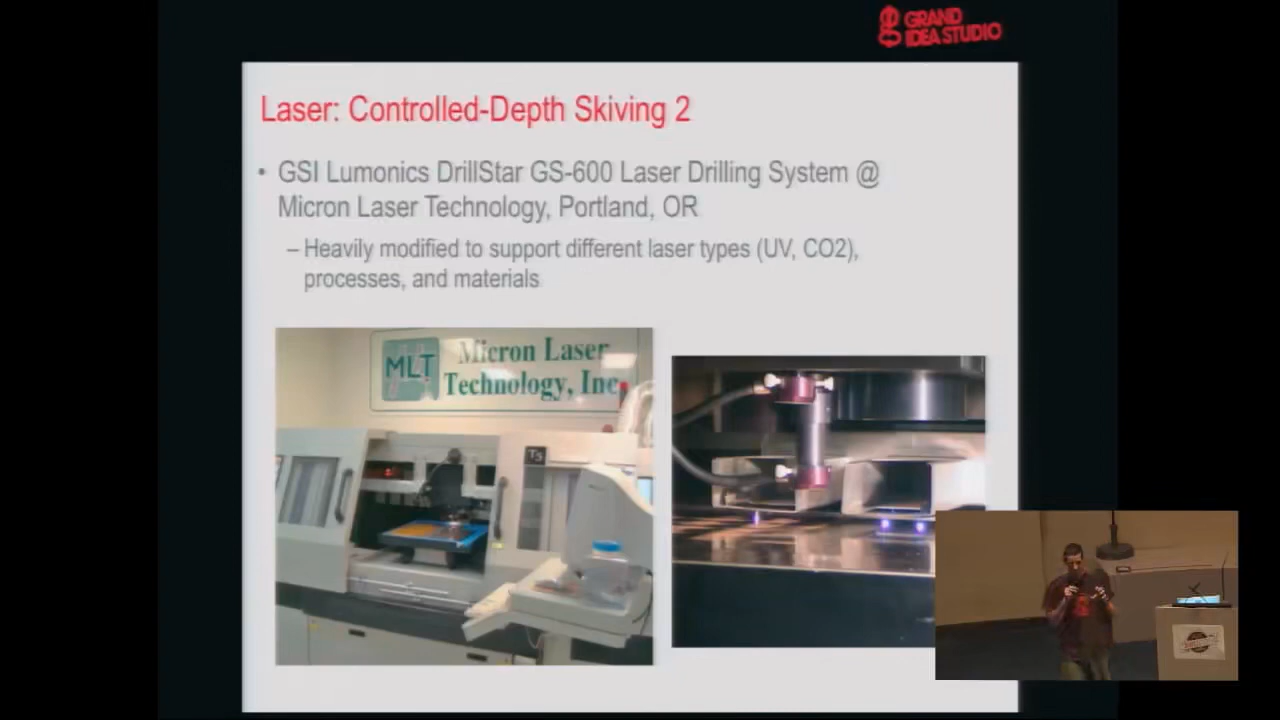 GRAND
IDEA STUDIO
Laser: Controlled-Depth Skiving 2
• GSI Lumonics DrillStar GS-600 Laser Drilling System @
Micron Laser Technology, Portland, OR
– Heavily modified to support different laser types (UV, CO2),
processes, and materials
MLT
Micron Laser
Technology, Inc.
T3